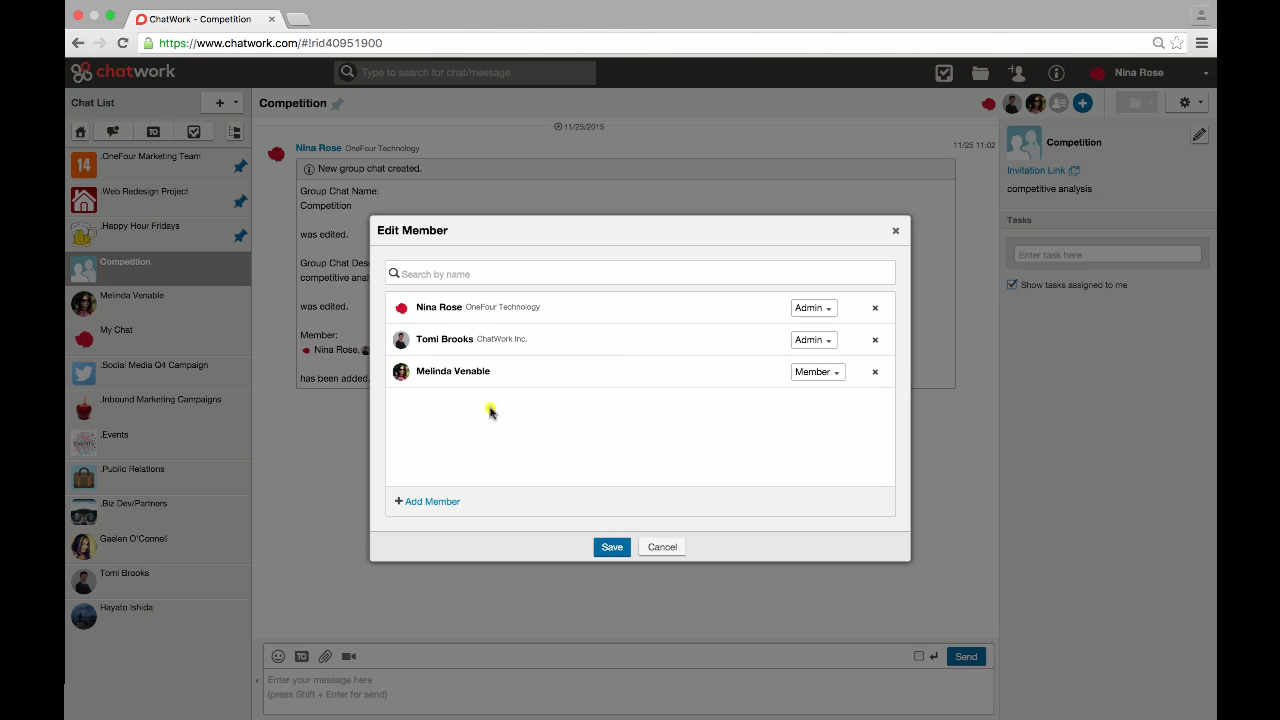 ChatWork - Competition
https://www.chatwork.com/#!rid40951900
chatwork
Type to search for chat/message
Nina Rose
Chat List
+
Competition
TO
11/25/2015
Nina Rose OneFour Technology
11/25 11:02
New group chat created.
Group Chat Name:
Competition
was edited.
Group Chat Des
competitive anal
was edited.
Member:
Nina Rose,
has been added.
14
.OneFour Marketing Team
.Web Redesign Project
.Happy Hour Fridays
Competition
Melinda Venable
My Chat
.Social Media Q4 Campaign
.Inbound Marketing Campaigns
EVENTS
.Events
.Public Relations
.Biz Dev/Partners
Gaelen O'Connell
Tomi Brooks
Hayato Ishida
Edit Member
Search by name
Nina Rose OneFour Technology
Admin
Tomi Brooks ChatWork Inc.
Admin
Melinda Venable
Member
+ Add Member
Save
Cancel
Competition
Invitation Link
competitive analysis
Tasks
Enter task here
Show tasks assigned to me
TO
Send
Enter your message here
(press Shift + Enter for send)